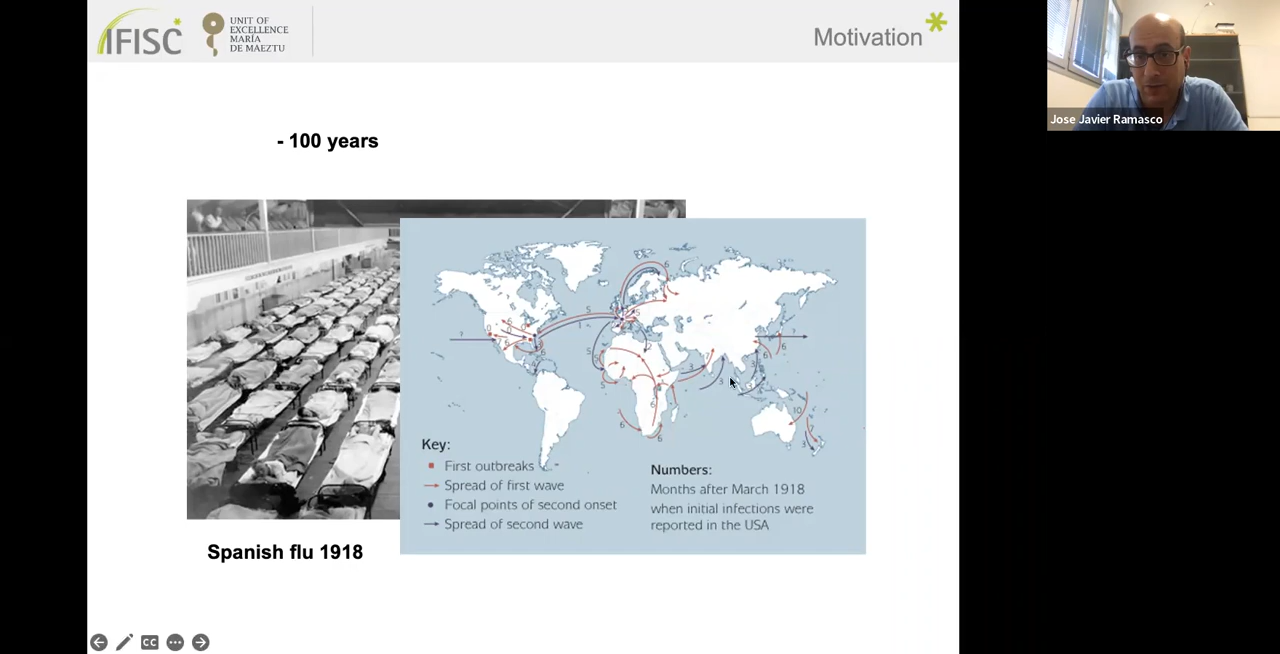 IFISC
UNIT OF
EXCELLENCE
MARÍA
DE MAEZTU
Motivation
Jose Javier Ramasco
- 100 years
Key:
First outbreaks
Spread of first wave
Focal points of second onset
Spread of second wave
Numbers:
Months after March 1918
when initial infections were
reported in the USA
Spanish flu 1918
CC